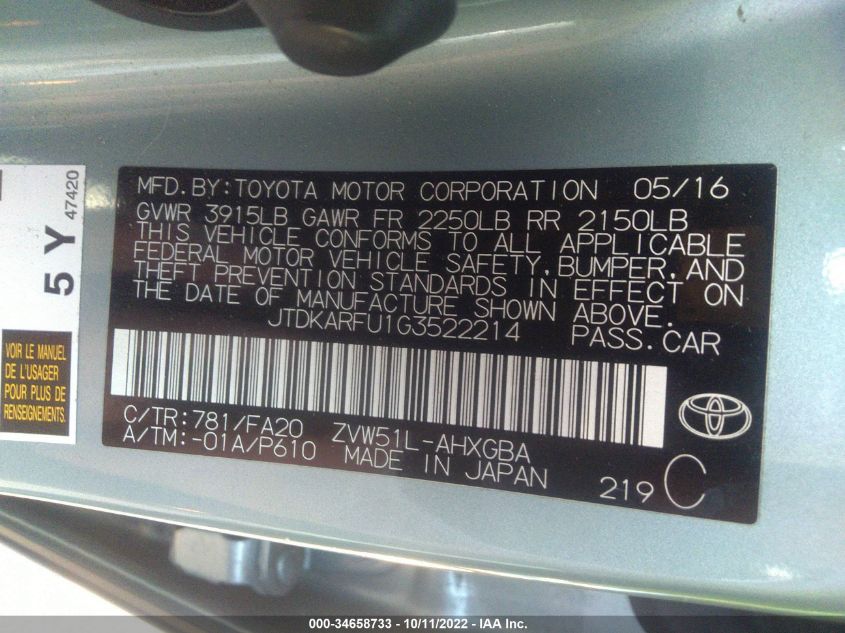 5 Y
47420
VOIR LE MANUEL
DE L'USAGER
POUR PLUS DE
RENSEIGNEMENTS.
MFD.BY:TOYOTA MOTOR CORPORATION 05/16
GVWR 3915LB GAWR FR 2250LB RR 2150LB
THIS VEHICLE CONFORMS TO ALL APPLICABLE
FEDERAL MOTOR VEHICLE SAFETY,BUMPER,AND
THEFT PREVENTION STANDARDS IN EFFECT ON
THE DATE OF MANUFACTURE SHOWN ABOVE.
JTDKARFU1G3522214 PASS.CAR
C/TR:781/FA20 ZVW51L-AHXGBA
A/TM:-01A/P610 MADE IN JAPAN
219 C
000-34658733 - 10/11/2022 - IAA Inc.